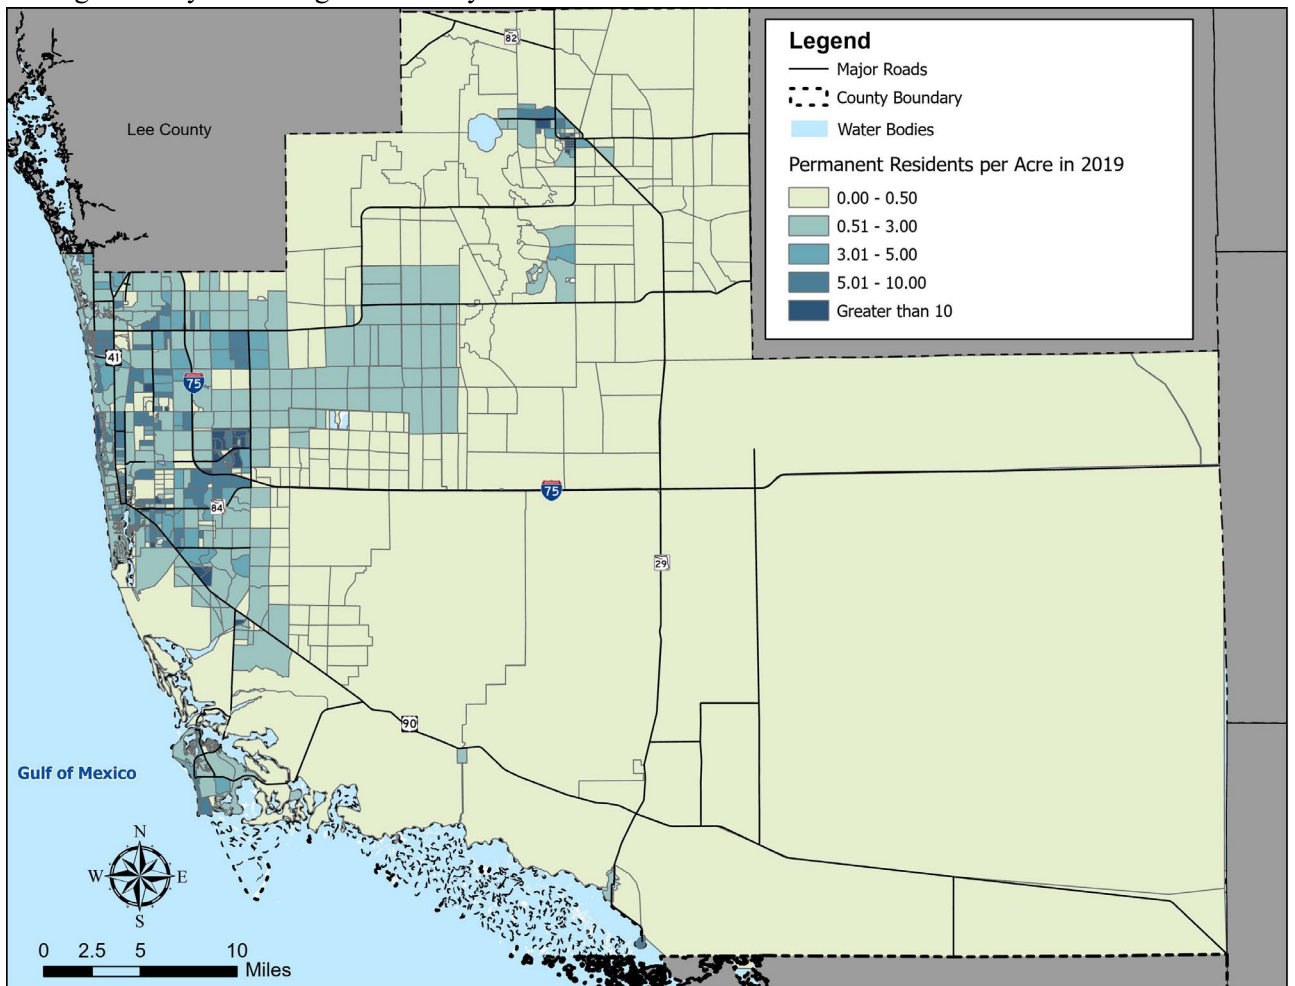 Legend
Major Roads
County Boundary
Water Bodies
Permanent Residents per Acre in 2019
0.00 - 0.50
0.51 - 3.00
3.01 - 5.00
5.01 - 10.00
Greater than 10
82
Lee County
41
75
75
84
29
90
Gulf of Mexico
N
W E
S
0 2.5 5 10
Miles